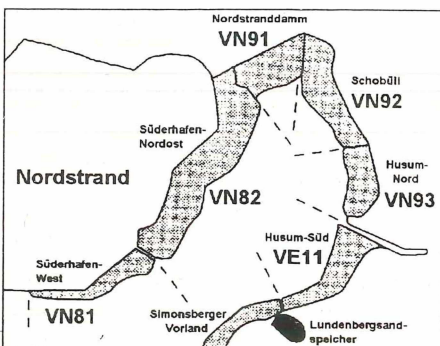 Nordstranddamm
VN91
Schobüll
VN92
Süderhafen-
Nordost
Nordstrand
VN82
Husum-
Nord
VN93
Husum-Süd
VE11
Süderhafen-
West
VN81
Simonsberger
Vorland
Lundenbergsand-
speicher